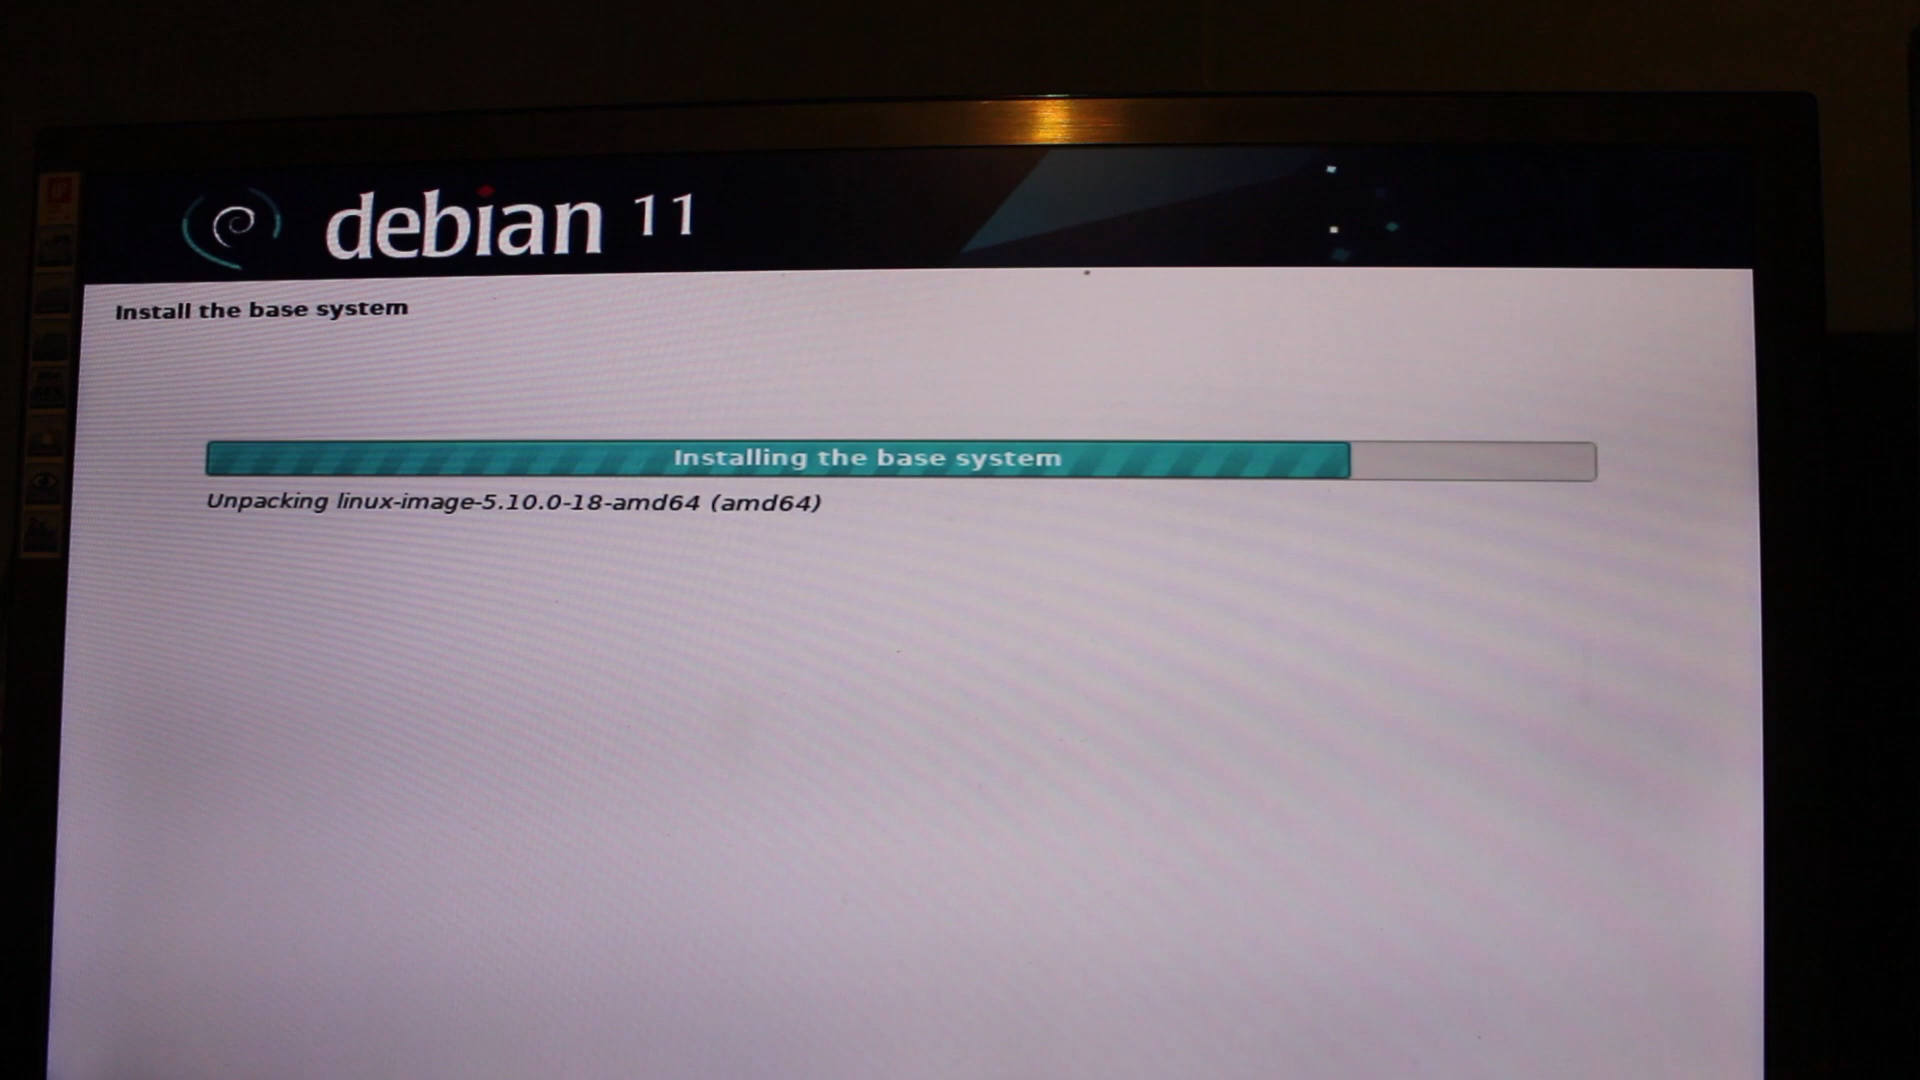 debian 11
Install the base system
Installing the base system
Unpacking linux-image-5.10.0-18-amd64 (amd64)